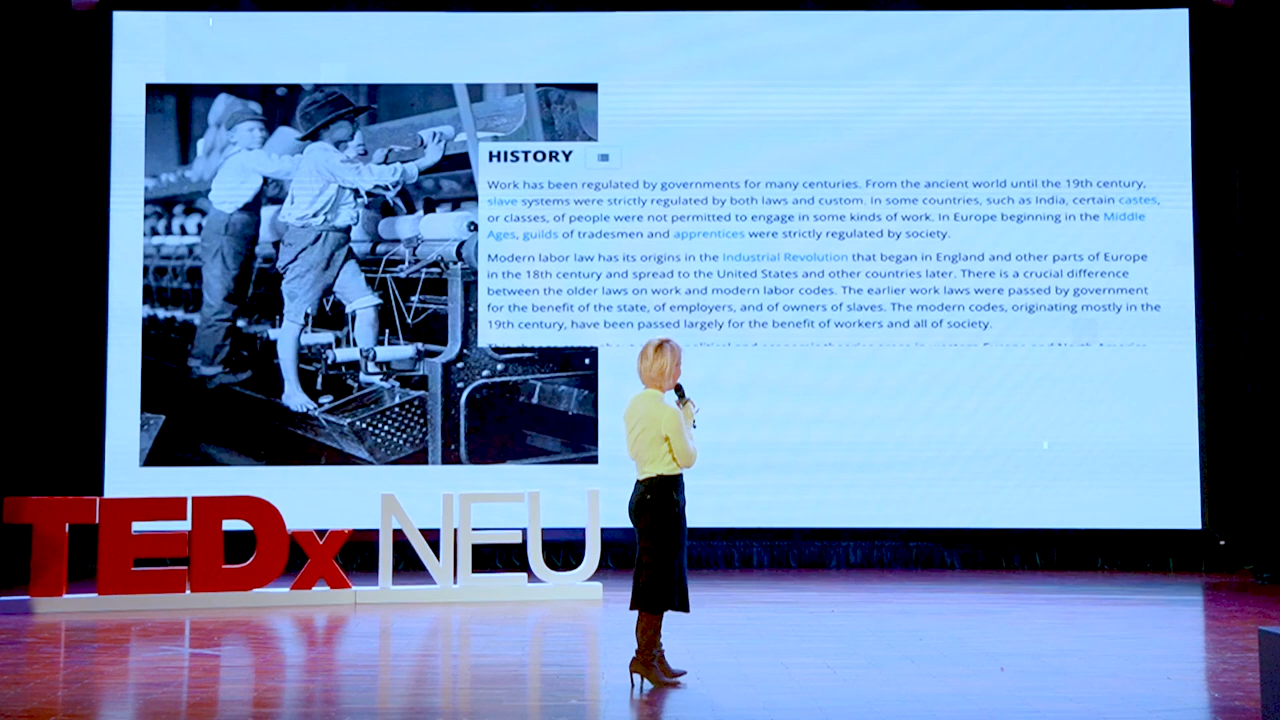 HISTORY
Work has been regulated by governments for many centuries. From the ancient world until the 19th century,
slave systems were strictly regulated by both laws and custom. In some countries, such as India, certain castes,
or classes, of people were not permitted to engage in some kinds of work. In Europe beginning in the Middle
Ages, guilds of tradesmen and apprentices were strictly regulated by society.
Modern labor law has its origins in the Industrial Revolution that began in England and other parts of Europe
in the 18th century and spread to the United States and other countries later. There is a crucial difference
between the older laws on work and modern labor codes. The earlier work laws were passed by government
for the benefit of the state, of employers, and of owners of slaves. The modern codes, originating mostly in the
19th century, have been passed largely for the benefit of workers and all of society.
TEDx NEU